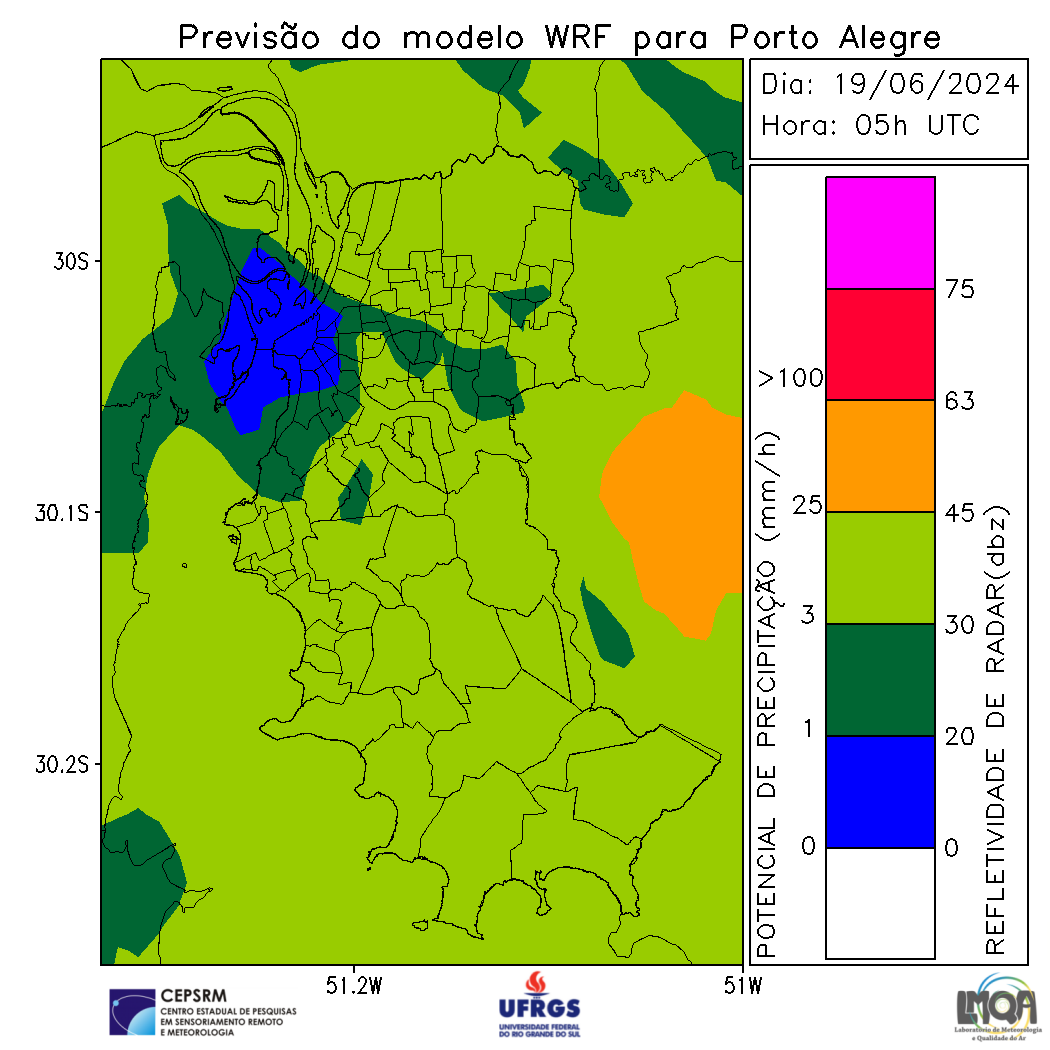 Previsão do modelo WRF para Porto Alegre
Dia: 19/06/2024
Hora: 05h UTC
30S
30.1S
30.2S
51.2W
51W
POTENCIAL DE PRECIPITAÇÃO (mm/h)
>100
25
3
1
0
75
63
45
30
20
0
REFLETIVIDADE DE RADAR(dbz)
CEPSRM
CENTRO ESTADUAL DE PESQUISAS
EM SENSORIAMENTO REMOTO
E METEOROLOGIA
UFRGS
UNIVERSIDADE FEDERAL
DO RIO GRANDE DO SUL
LMQA
Laboratório de Meteorologia
e Qualidade do Ar